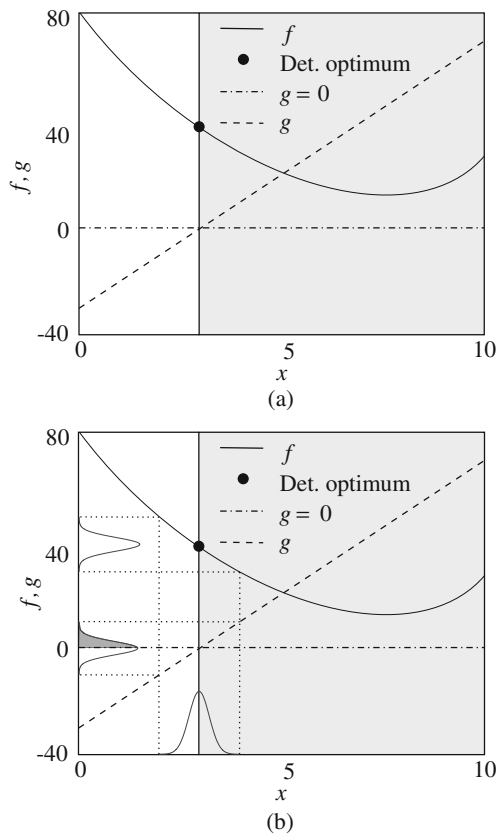 80
f
Det. optimum
g = 0
g
40
f, g
0
-40
0
5
10
x
(a)
80
f
Det. optimum
g = 0
g
40
f, g
0
-40
0
5
10
x
(b)